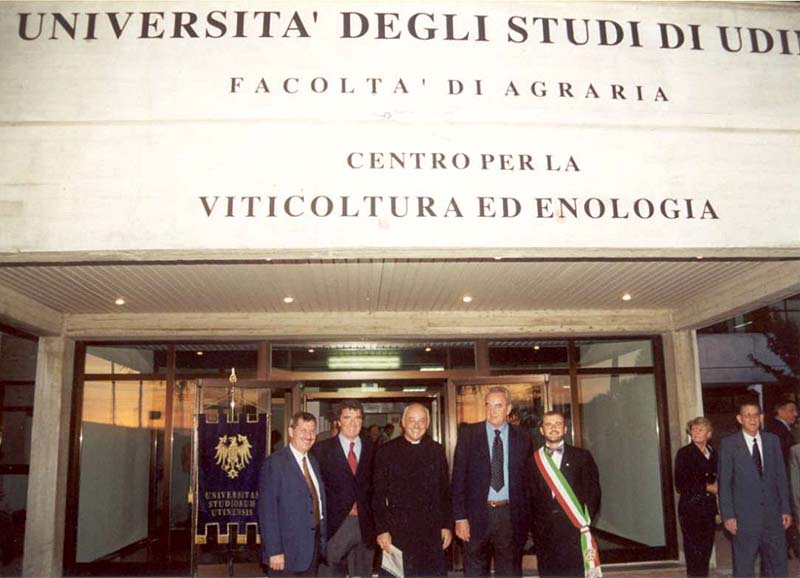 UNIVERSITA' DEGLI STUDI DI UDIN
FACOLTA' DI AGRARIA
CENTRO PER LA
VITICOLTURA ED ENOLOGIA
UNIVERSITAS
STUDIORUM
UTINENSIS